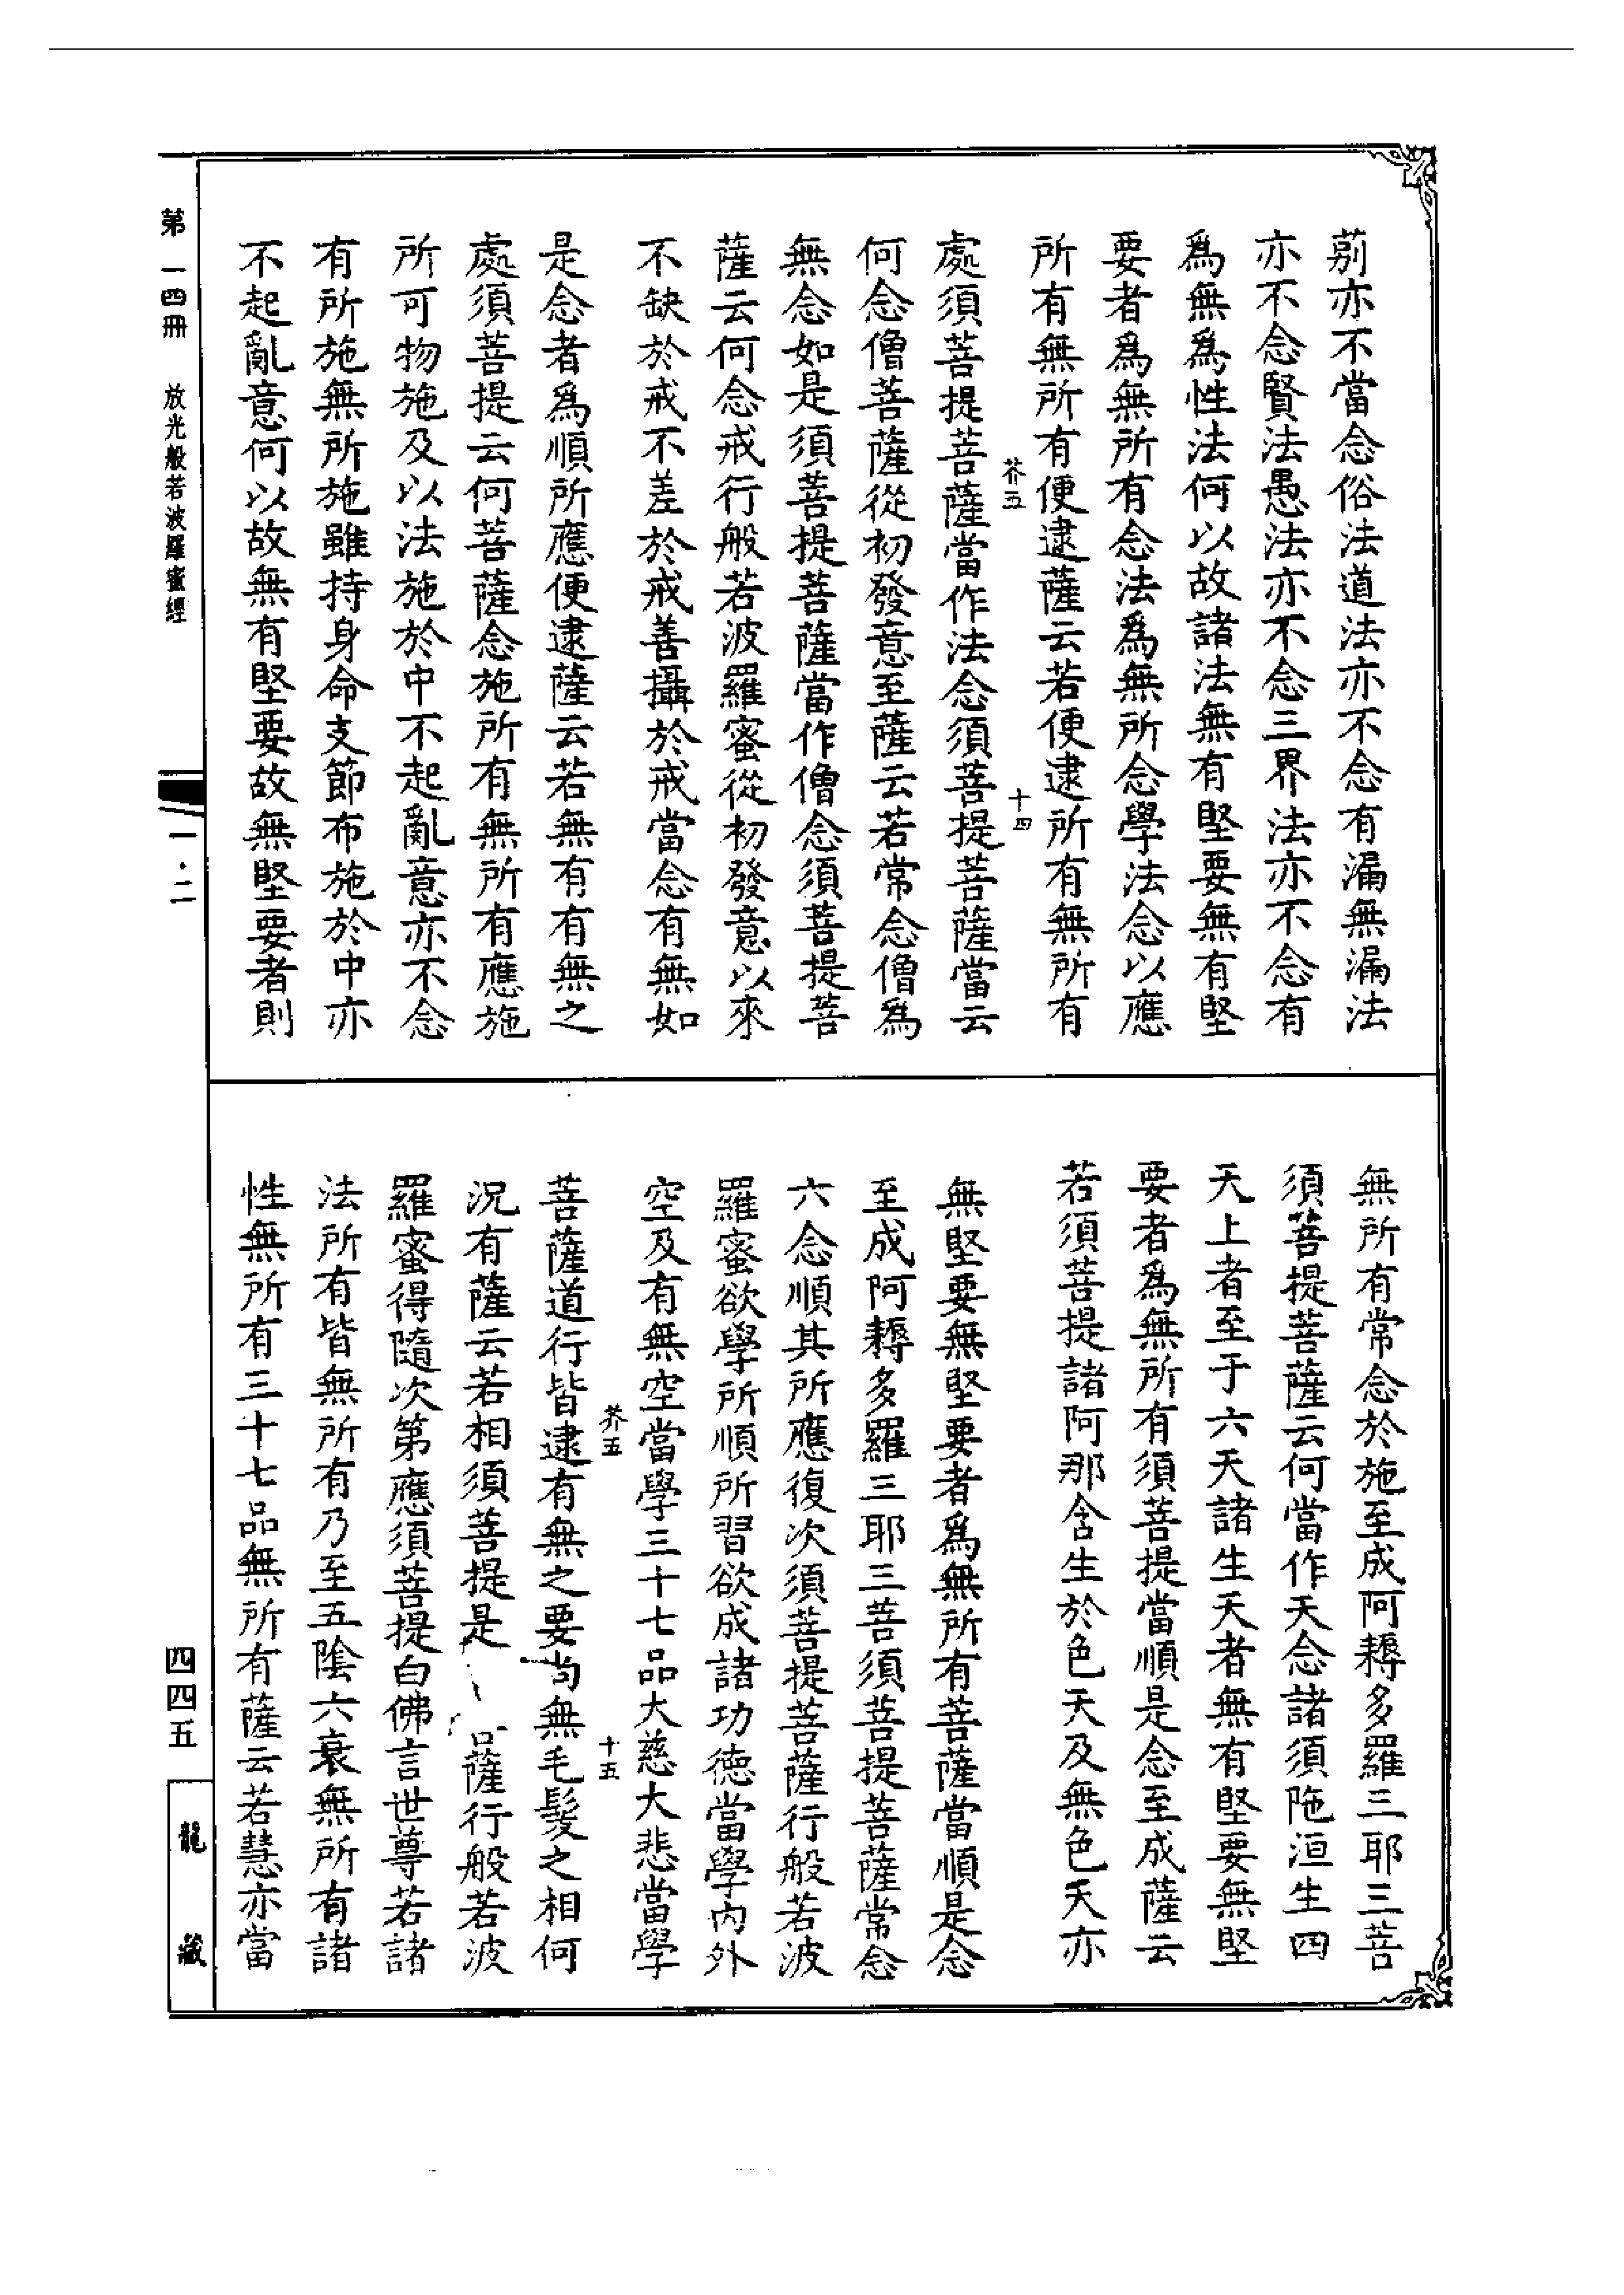 莂亦不當念俗法道法亦不念有漏無漏法
亦不念賢法愚法亦不念三界法亦不念有
為無為性法何以故諸法無有堅要無有堅
要者為無所有念法為無所念學法念以應
所有無所有便逮薩云若便逮所有無所有
芥五
十四
處須菩提菩薩當作法念須菩提菩薩當云
何念僧菩薩從初發意至薩云若常念僧為
無念如是須菩提菩薩當作僧念須菩提菩
薩云何念戒行般若波羅蜜從初發意以來
不缺於戒不差於戒善攝於戒當念有無如
是念者為順所應便逮薩云若無有有無之
處須菩提云何菩薩念施所有無所有應施
所可物施及以法施於中不起亂意亦不念
有所施無所施雖持身命支節布施於中亦
不起亂意何以故無有堅要故無堅要者則
無所有常念於施至成阿耨多羅三耶三菩
須菩提菩薩云何當作天念諸須陁洹生四
天上者至于六天諸生天者無有堅要無堅
要者為無所有須菩提當順是念至成薩云
若須菩提諸阿那含生於色天及無色天亦
無堅要無堅要者為無所有菩薩當順是念
至成阿耨多羅三耶三菩須菩提菩薩常念
六念順其所應復次須菩提菩薩行般若波
羅蜜欲學所順所習欲成諸功德當學內外
空及有無空當學三十七品大慈大悲當學
芥五
十五
菩薩道行皆逮有無之要尚無毛髮之相何
況有薩云若相須菩提是薩行般若波
羅蜜得隨次第應須菩提白佛言世尊若諸
法所有皆無所有乃至五陰六衰無所有諸
性無所有三十七品無所有薩云若慧亦當
第一四冊 放光般若波羅蜜經
一·二
四四五
龍藏